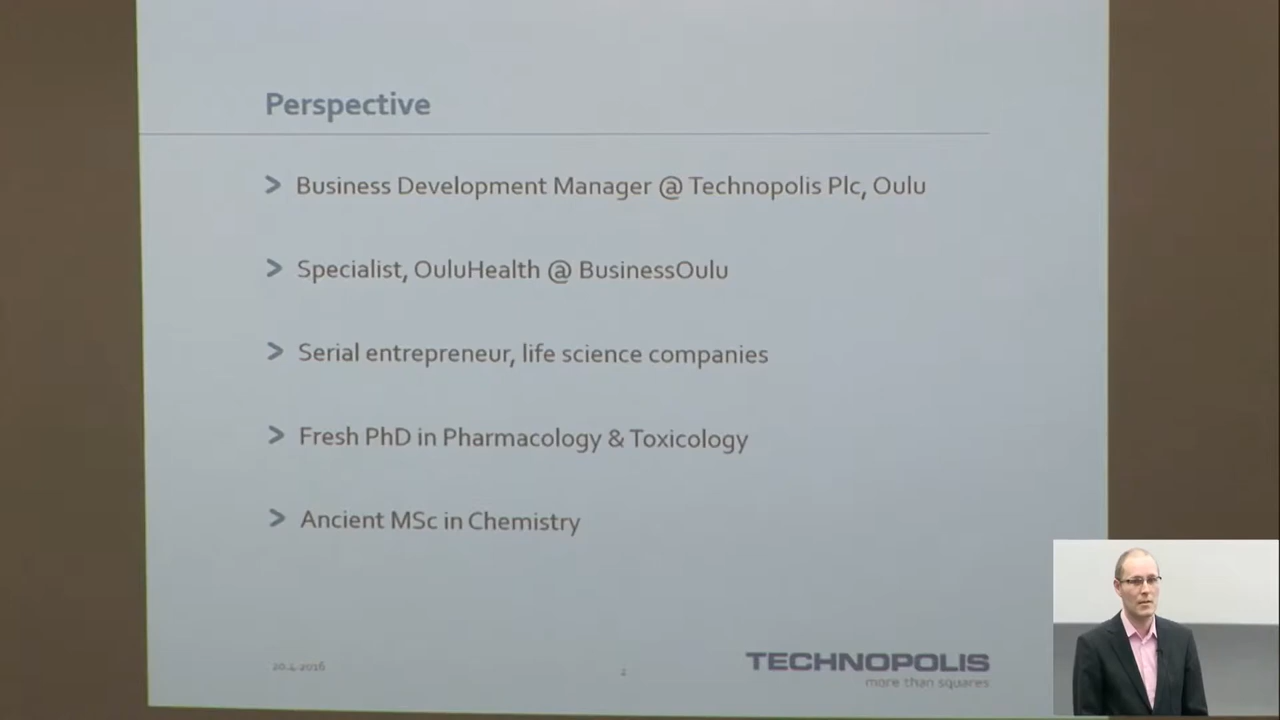 Perspective
> Business Development Manager @ Technopolis Plc, Oulu
> Specialist, OuluHealth @ BusinessOulu
> Serial entrepreneur, life science companies
> Fresh PhD in Pharmacology & Toxicology
> Ancient MSc in Chemistry
20.4.2016
2
TECHNOPOLIS
more than squares